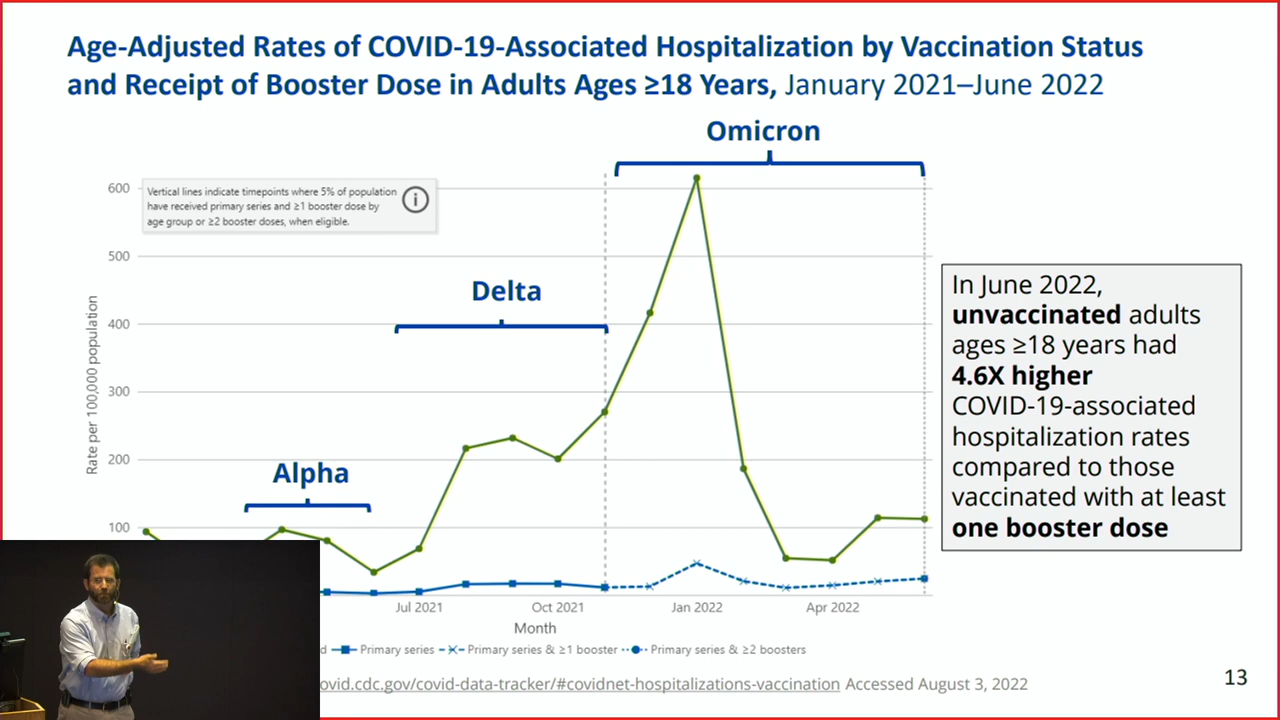 Age-Adjusted Rates of COVID-19-Associated Hospitalization by Vaccination Status
and Receipt of Booster Dose in Adults Ages ≥18 Years, January 2021–June 2022
Omicron
600
Vertical lines indicate timepoints where 5% of population
have received primary series and ≥1 booster dose by
age group or ≥2 booster doses, when eligible.
i
500
Delta
400
300
200
Alpha
100
Rate per 100,000 population
In June 2022,
unvaccinated adults
ages ≥18 years had
4.6X higher
COVID-19-associated
hospitalization rates
compared to those
vaccinated with at least
one booster dose
Jul 2021
Oct 2021
Jan 2022
Apr 2022
Month
d Primary series Primary series & ≥1 booster Primary series & ≥2 boosters
ovid.cdc.gov/covid-data-tracker/#covidnet-hospitalizations-vaccination Accessed August 3, 2022
13